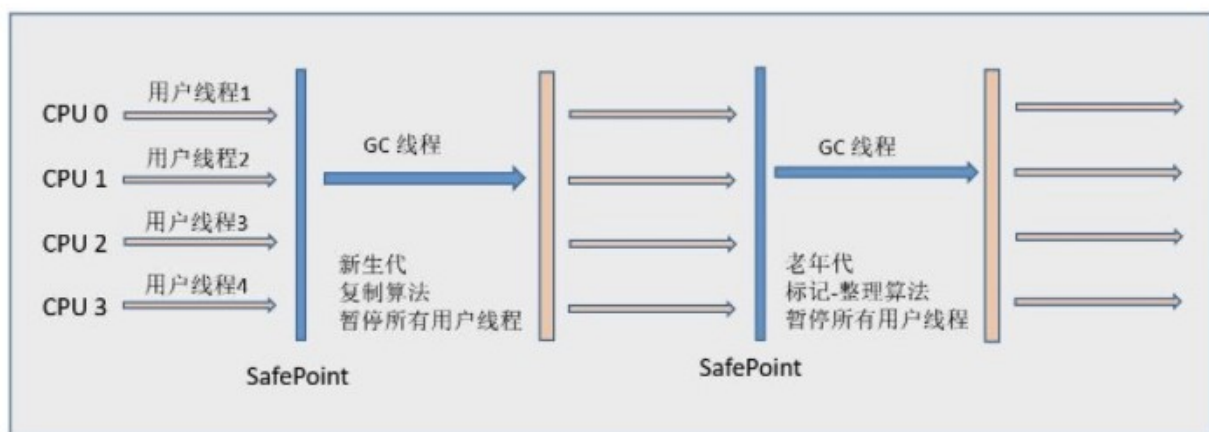 CPU 0
用户线程1
CPU 1
用户线程2
CPU 2
用户线程3
CPU 3
用户线程4
SafePoint
GC 线程
新生代
复制算法
暂停所有用户线程
SafePoint
GC 线程
老年代
标记-整理算法
暂停所有用户线程